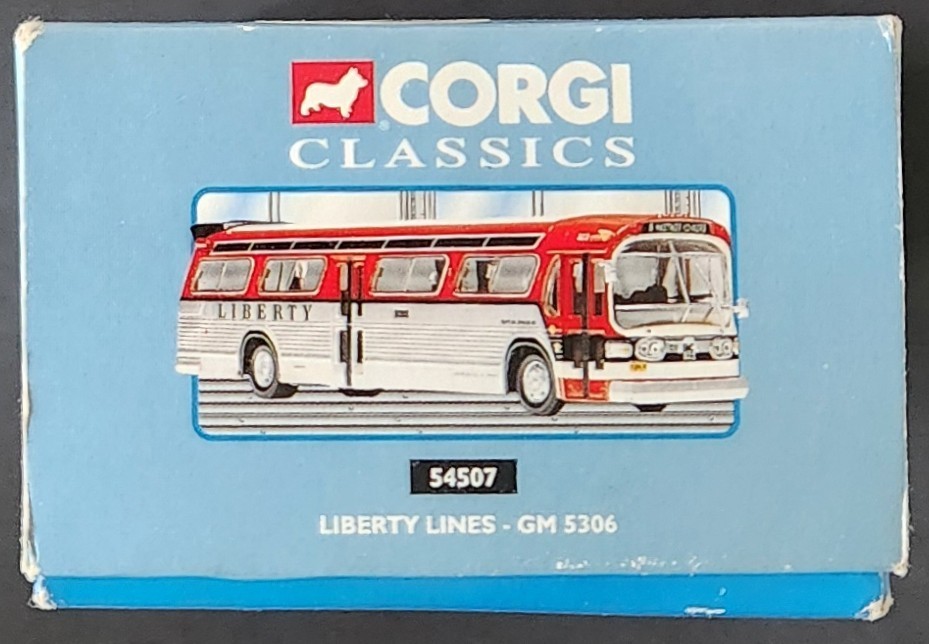 CORGI
CLASSICS
LIBERTY
54507
LIBERTY LINES - GM 5306